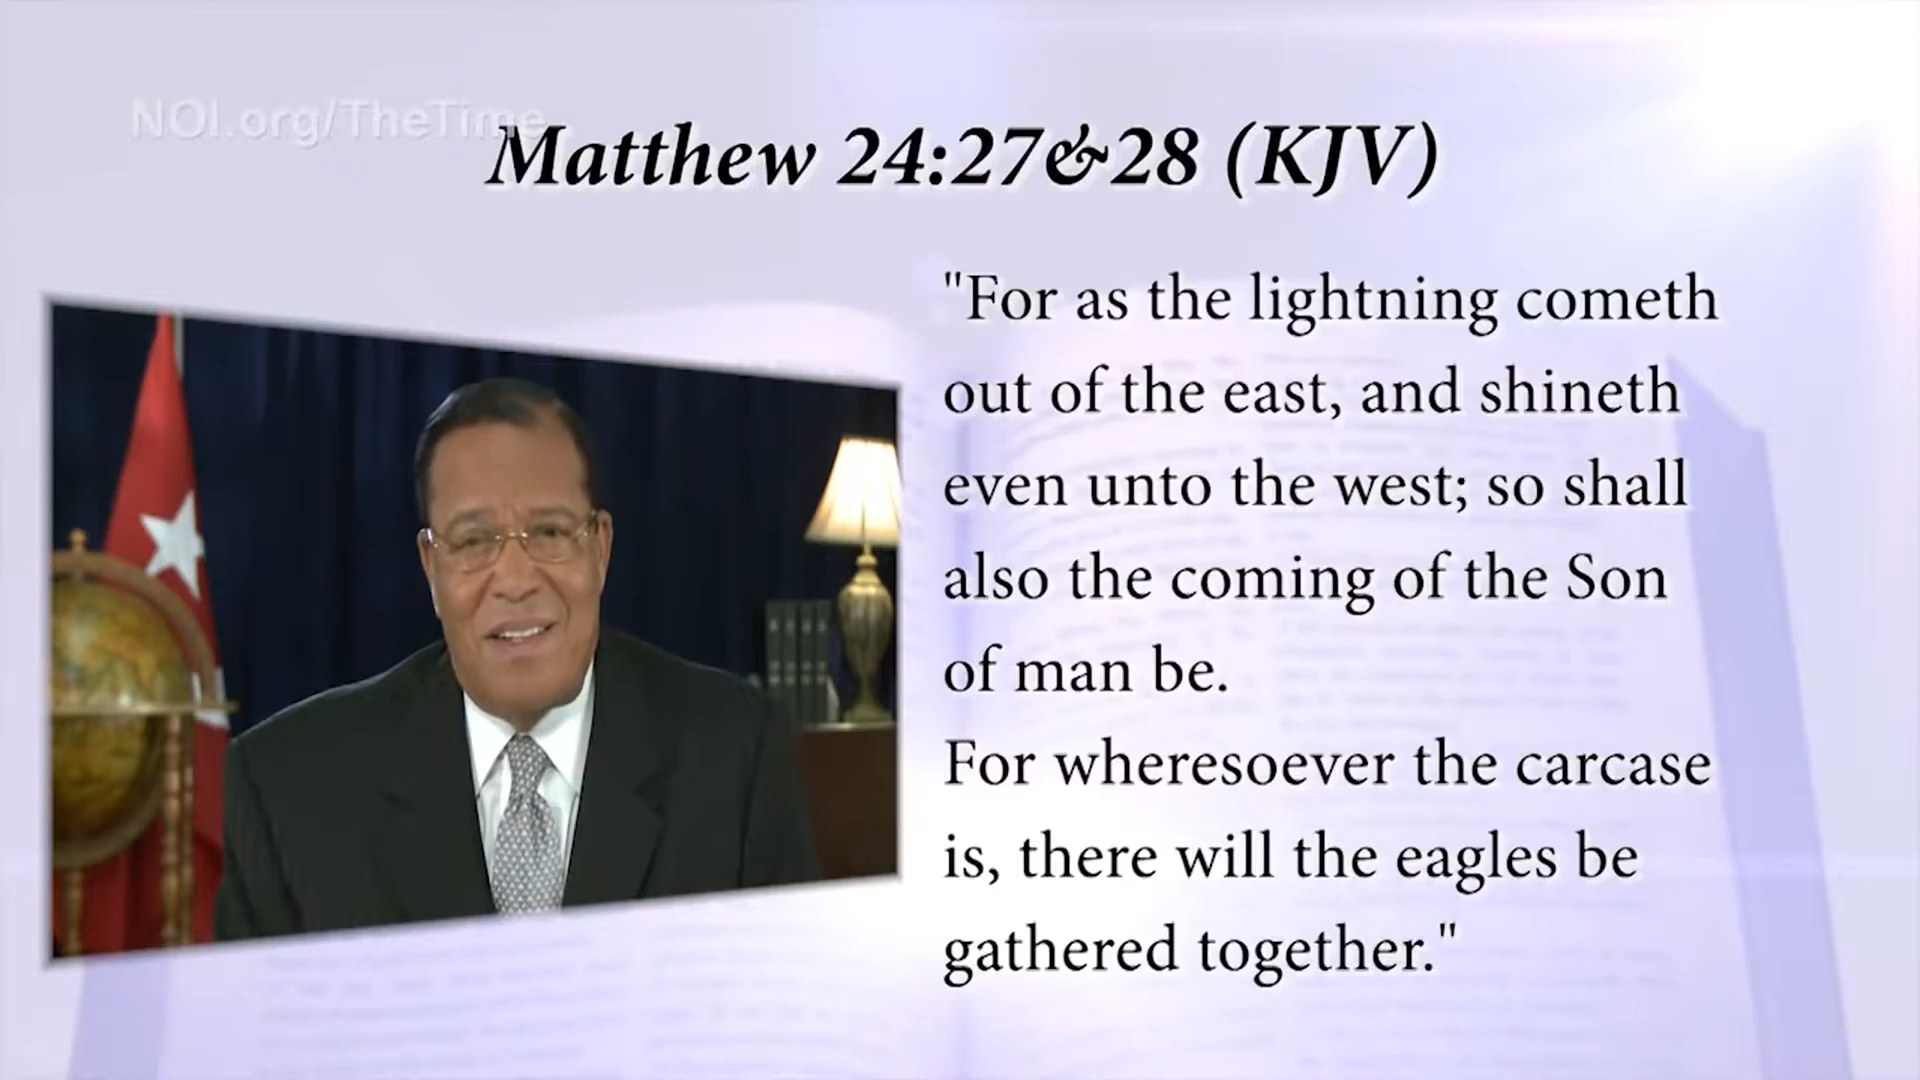 NOI.org/TheTime
Matthew 24:27&28 (KJV)
"For as the lightning cometh
out of the east, and shineth
even unto the west; so shall
also the coming of the Son
of man be.
For wheresoever the carcase
is, there will the eagles be
gathered together."